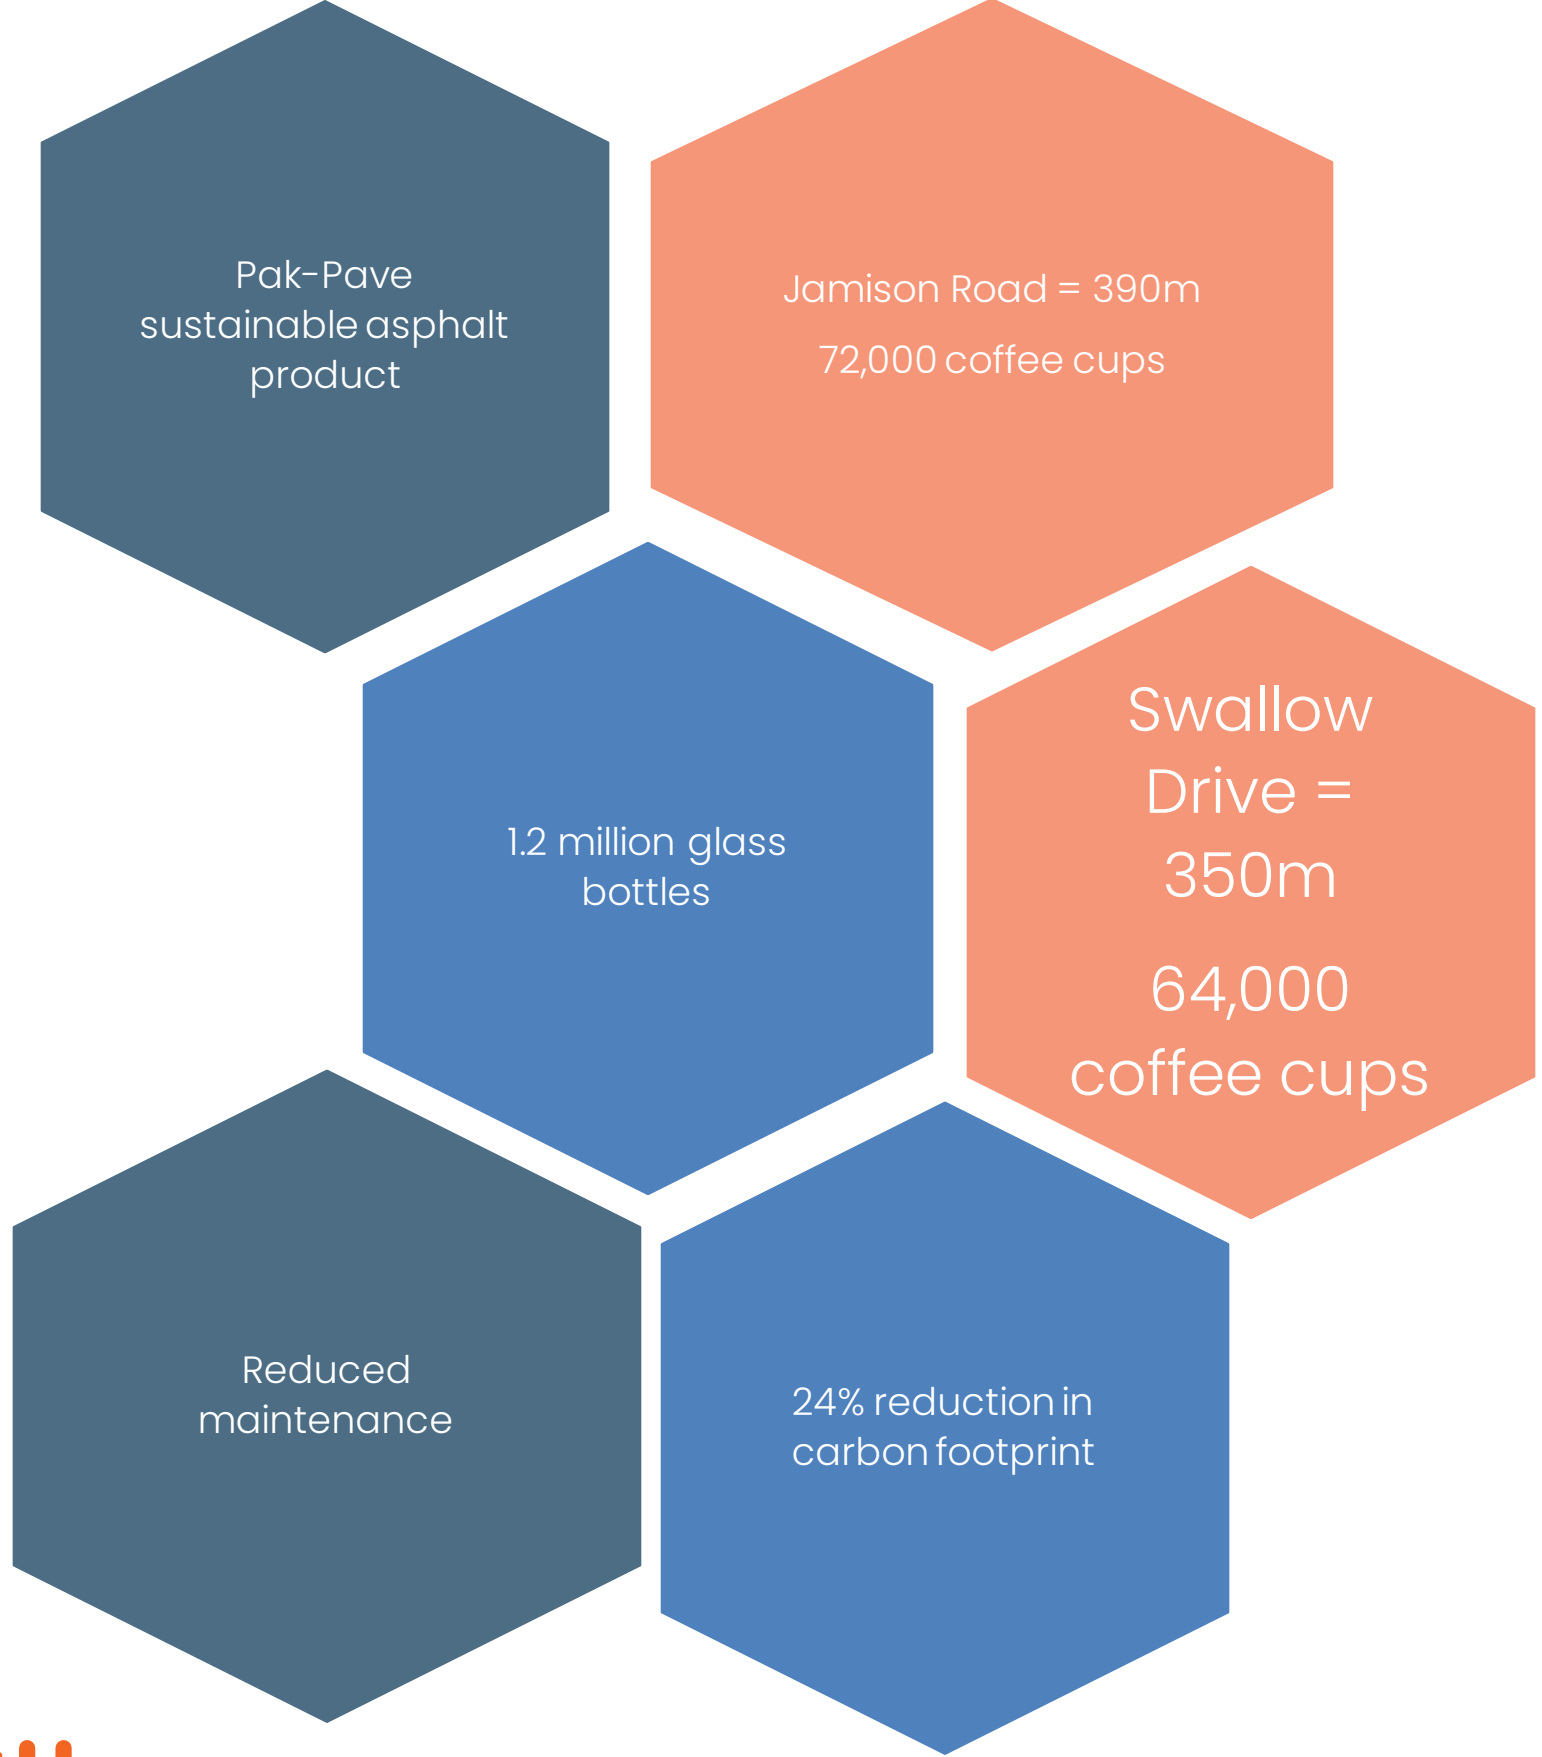 Pak-Pave
sustainable asphalt
product
Jamison Road = 390m
72,000 coffee cups
1.2 million glass
bottles
Swallow
Drive =
350m
64,000
coffee cups
Reduced
maintenance
24% reduction in
carbon footprint